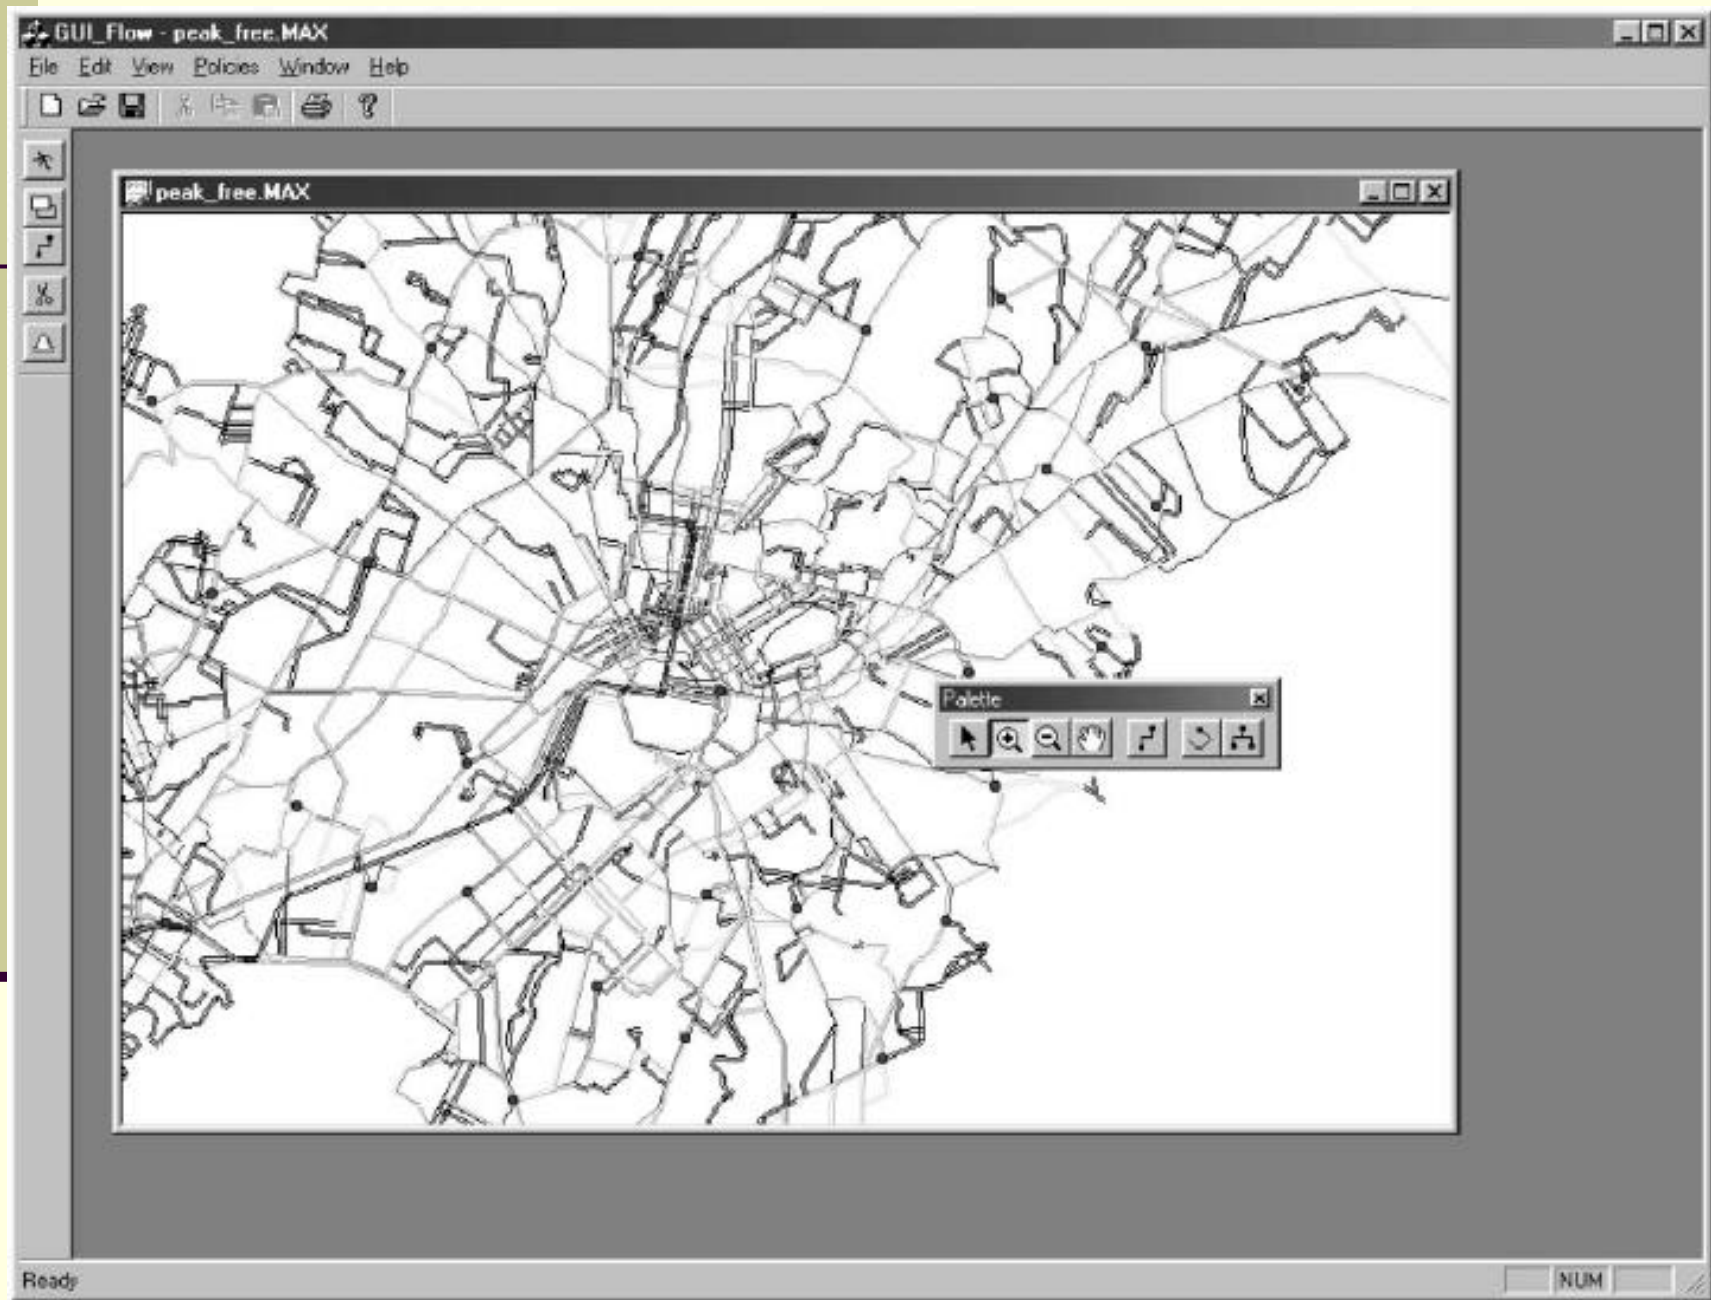 GUI_Flow - peak_free.MAX
File Edit View Policies Window Help
peak_free.MAX
Palette
Ready NUM